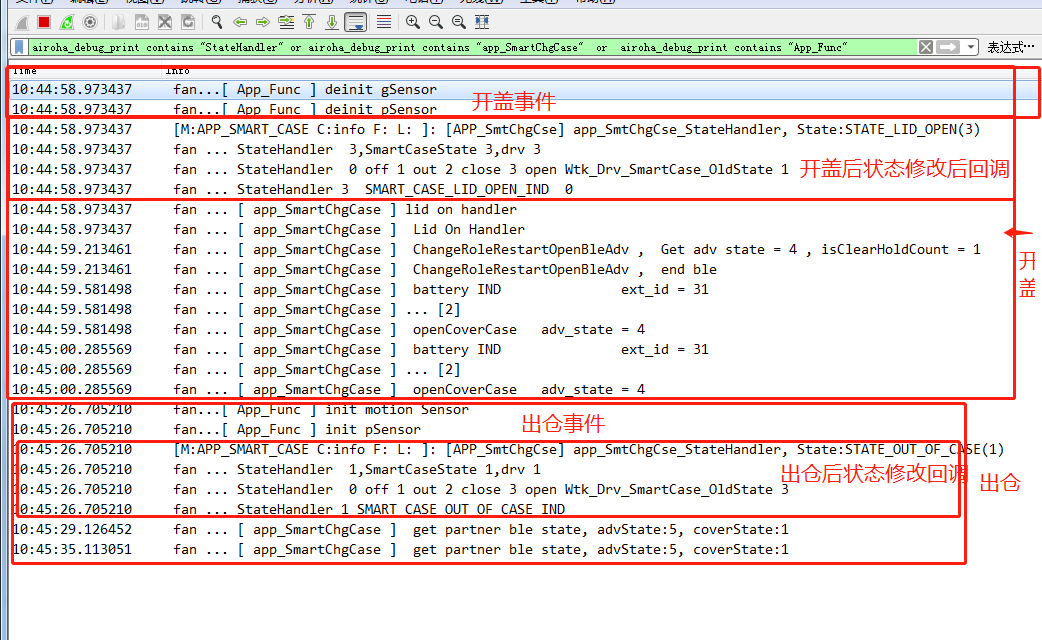 airoha_debug_print contains "StateHandler" or airoha_debug_print contains "app_SmartChgCase" or airoha_debug_print contains "App_Func" 表达式…
Time Info
10:44:58.973437 fan...[ App_Func ] deinit gSensor
开盖事件
10:44:58.973437 fan...[ App_Func ] deinit pSensor
10:44:58.973437 [M:APP_SMART_CASE C:info F: L: ]: [APP_SmtChgCse] app_SmtChgCse_StateHandler, State:STATE_LID_OPEN(3)
10:44:58.973437 fan ... StateHandler 3,SmartCaseState 3,drv 3
10:44:58.973437 fan ... StateHandler 0 off 1 out 2 close 3 open Wtk_Drv_SmartCase_OldState 1 开盖后状态修改后回调
10:44:58.973437 fan ... StateHandler 3 SMART_CASE_LID_OPEN_IND 0
10:44:58.973437 fan ... [ app_SmartChgCase ] lid on handler
10:44:58.973437 fan ... [ app_SmartChgCase ] Lid On Handler
10:44:59.213461 fan ... [ app_SmartChgCase ] ChangeRoleRestartOpenBleAdv , Get adv state = 4 , isClearHoldCount = 1
10:44:59.213461 fan ... [ app_SmartChgCase ] ChangeRoleRestartOpenBleAdv , end ble
开盖
10:44:59.581498 fan ... [ app_SmartChgCase ] battery IND ext_id = 31
10:44:59.581498 fan ... [ app_SmartChgCase ] ... [2]
10:44:59.581498 fan ... [ app_SmartChgCase ] openCoverCase adv_state = 4
10:45:00.285569 fan ... [ app_SmartChgCase ] battery IND ext_id = 31
10:45:00.285569 fan ... [ app_SmartChgCase ] ... [2]
10:45:00.285569 fan ... [ app_SmartChgCase ] openCoverCase adv_state = 4
10:45:26.705210 fan...[ App_Func ] init motion Sensor
出仓事件
10:45:26.705210 fan...[ App_Func ] init pSensor
10:45:26.705210 [M:APP_SMART_CASE C:info F: L: ]: [APP_SmtChgCse] app_SmtChgCse_StateHandler, State:STATE_OUT_OF_CASE(1)
10:45:26.705210 fan ... StateHandler 1,SmartCaseState 1,drv 1
出仓后状态修改回调 出仓
10:45:26.705210 fan ... StateHandler 0 off 1 out 2 close 3 open Wtk_Drv_SmartCase_OldState 3
10:45:26.705210 fan ... StateHandler 1 SMART_CASE_OUT_OF_CASE_IND
10:45:29.126452 fan ... [ app_SmartChgCase ] get partner ble state, advState:5, coverState:1
10:45:35.113051 fan ... [ app_SmartChgCase ] get partner ble state, advState:5, coverState:1